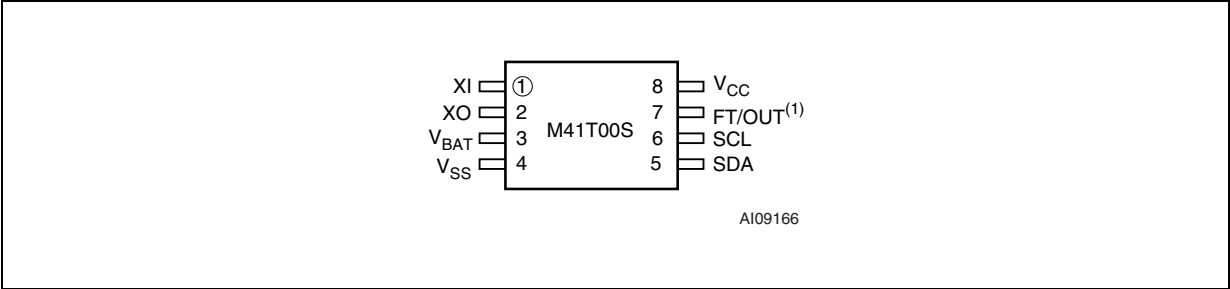 XI 1 8 VCC
XO 2 7 FT/OUT(1)
M41T00S
VBAT 3 6 SCL
VSS 4 5 SDA
AI09166